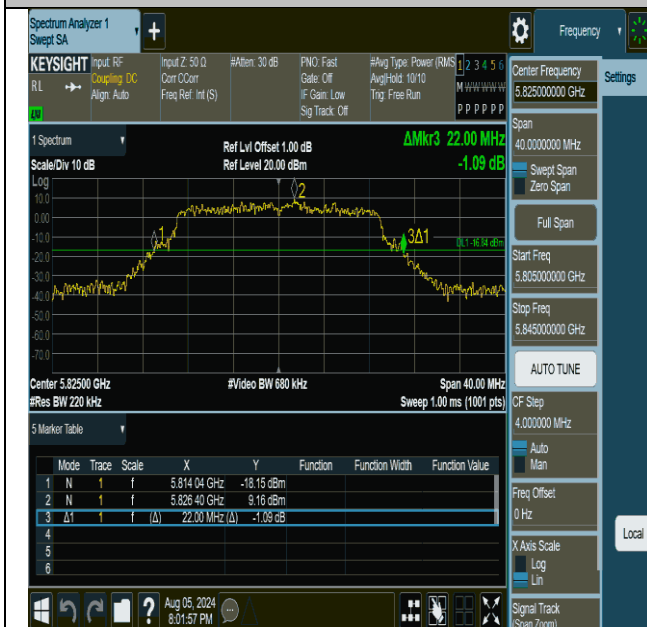 Spectrum Analyzer 1
Swept SA
+
Frequency
KEYSIGHT
RL
Input: RF
Coupling: DC
Align: Auto
Input Z: 50 Ω
Corr CCorr
Freq Ref: Int (S)
#Atten: 30 dB
PNO: Fast
Gate: Off
IF Gain: Low
Sig Track: Off
#Avg Type: Power (RMS
Avg|Hold: 10/10
Trig: Free Run
1 2 3 4 5 6
M W W W W W
P P P P P P
Center Frequency
5.825000000 GHz
Settings
Span
40.0000000 MHz
Swept Span
Zero Span
Full Span
Start Freq
5.805000000 GHz
Stop Freq
5.845000000 GHz
AUTO TUNE
CF Step
4.000000 MHz
Auto
Man
Freq Offset
0 Hz
X Axis Scale
Log
Lin
Signal Track
(Span Zoom)
Local
1 Spectrum
Scale/Div 10 dB
Ref Lvl Offset 1.00 dB
Ref Level 20.00 dBm
ΔMkr3 22.00 MHz
-1.09 dB
Log
10.0
0.00
-10.0
-20.0
-30.0
-40.0
-50.0
-60.0
-70.0
1
2
3Δ1
DL1 -16.84 dBm
Center 5.82500 GHz
#Video BW 680 kHz
Span 40.00 MHz
#Res BW 220 kHz
Sweep 1.00 ms (1001 pts)
5 Marker Table
Mode Trace Scale X Y Function Function Width Function Value
1 N 1 f 5.814 04 GHz -18.15 dBm
2 N 1 f 5.826 40 GHz 9.16 dBm
3 Δ1 1 f (Δ) 22.00 MHz (Δ) -1.09 dB
4
5
6
?
Aug 05, 2024
8:01:57 PM